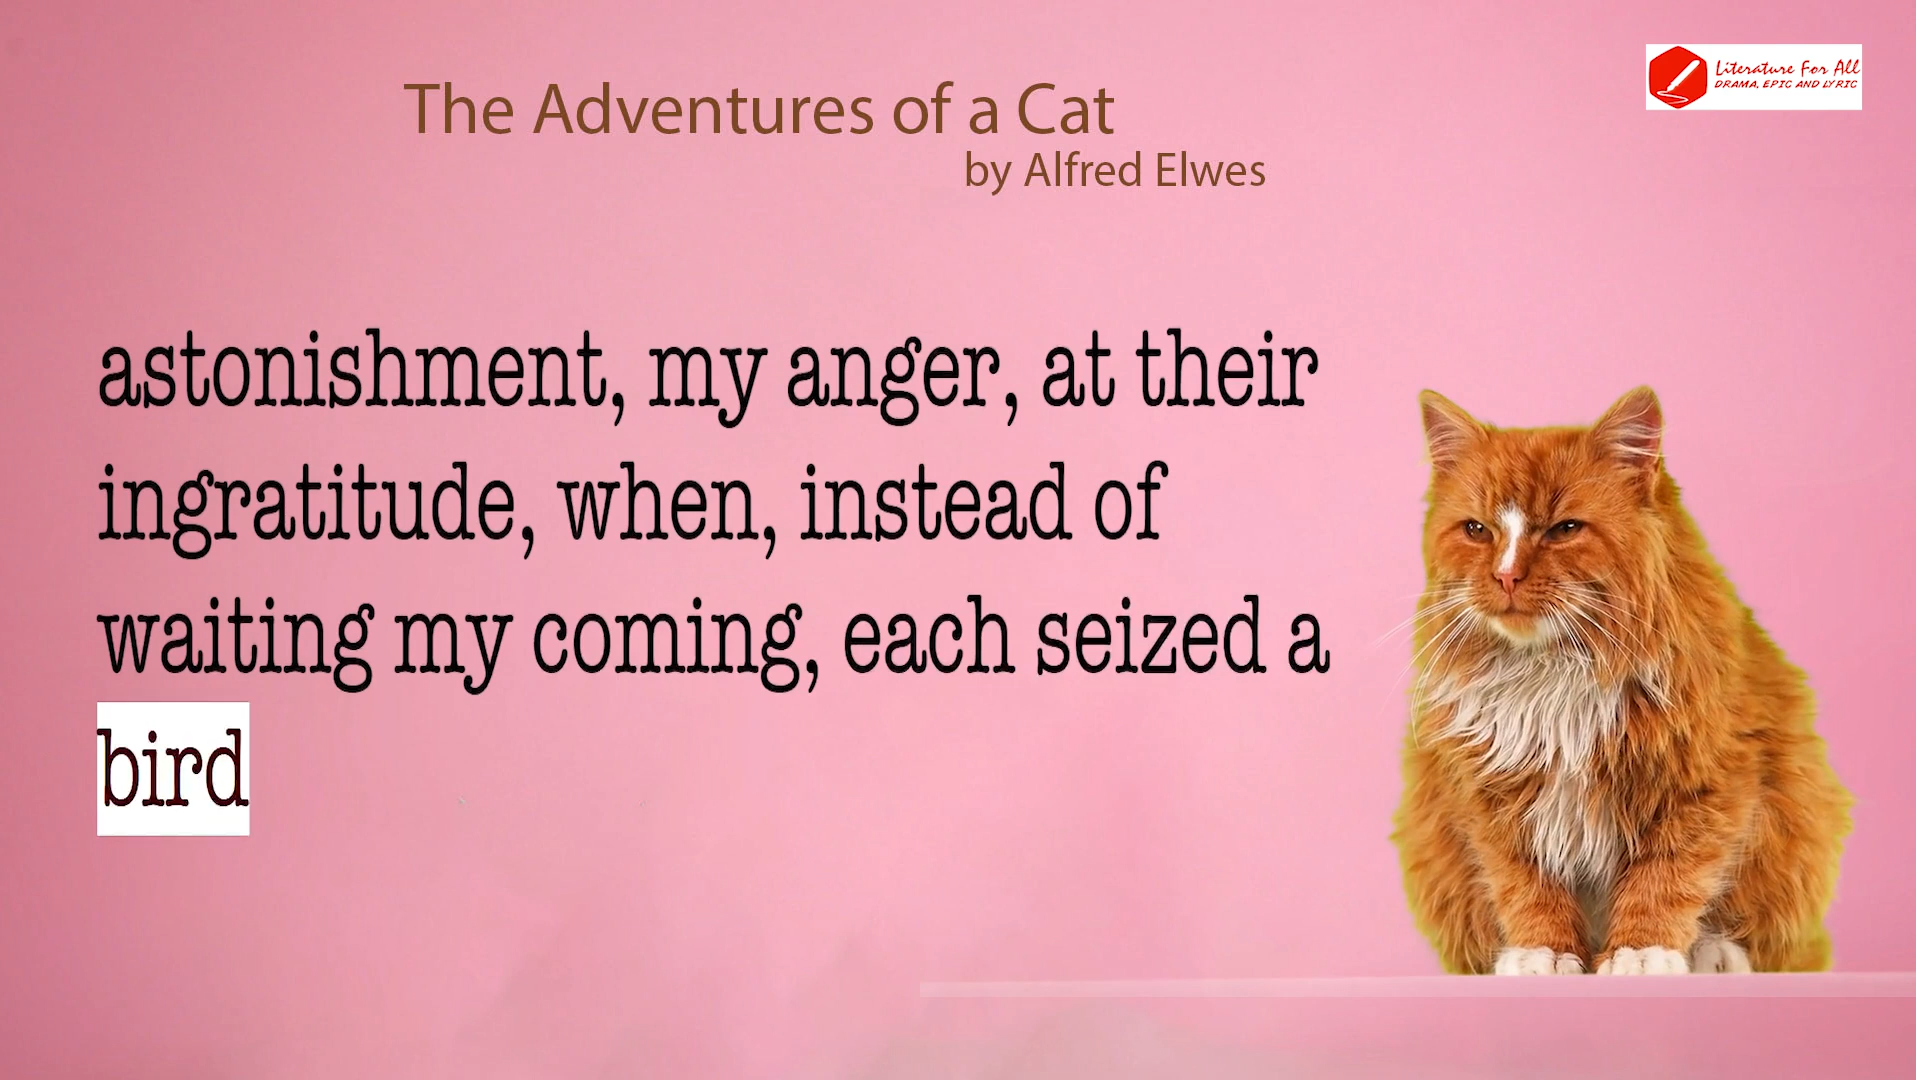 The Adventures of a Cat
by Alfred Elwes
Literature For All
DRAMA, EPIC AND LYRIC
astonishment, my anger, at their
ingratitude, when, instead of
waiting my coming, each seized a
bird